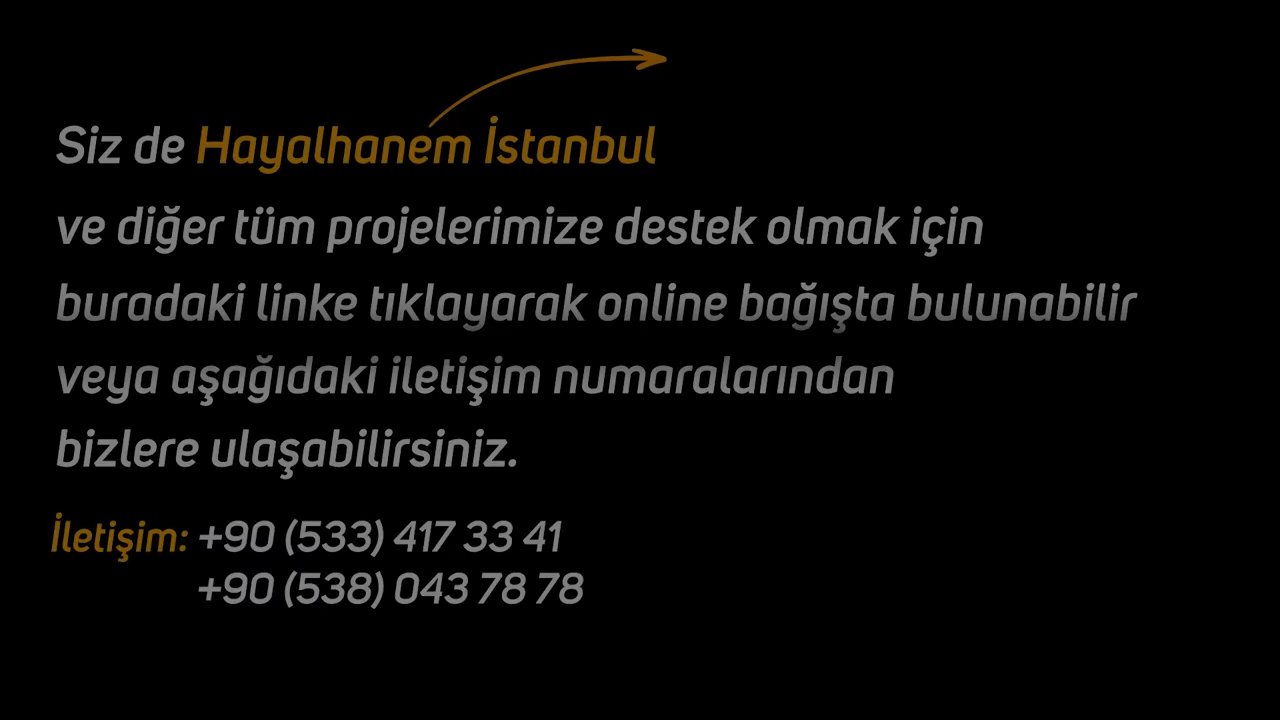 Siz de Hayalhanem İstanbul
ve diğer tüm projelerimize destek olmak için
buradaki linke tıklayarak online bağışta bulunabilir
veya aşağıdaki iletişim numaralarından
bizlere ulaşabilirsiniz.
İletişim: +90 (533) 417 33 41
+90 (538) 043 78 78